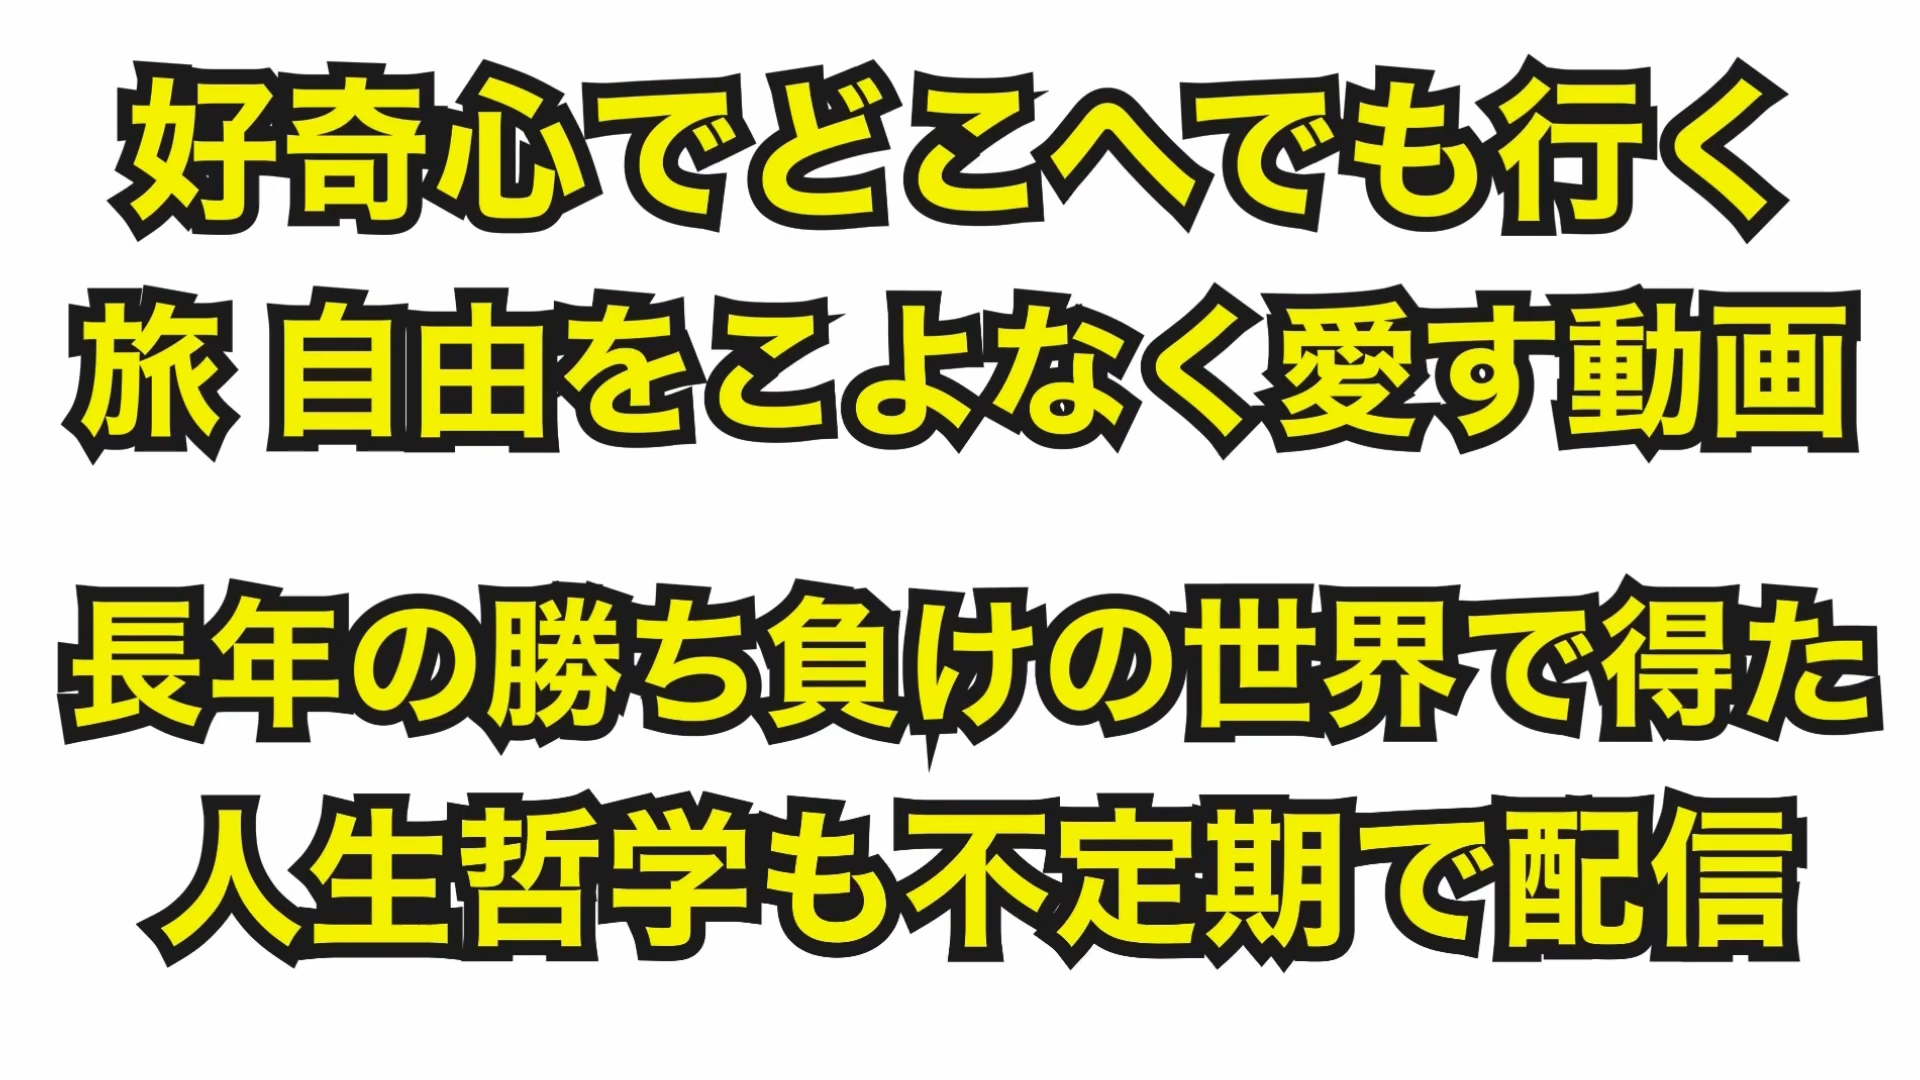 好奇心でどこへでも行く
旅 自由をこよなく愛す動画
長年の勝ち負けの世界で得た
人生哲学も不定期で配信